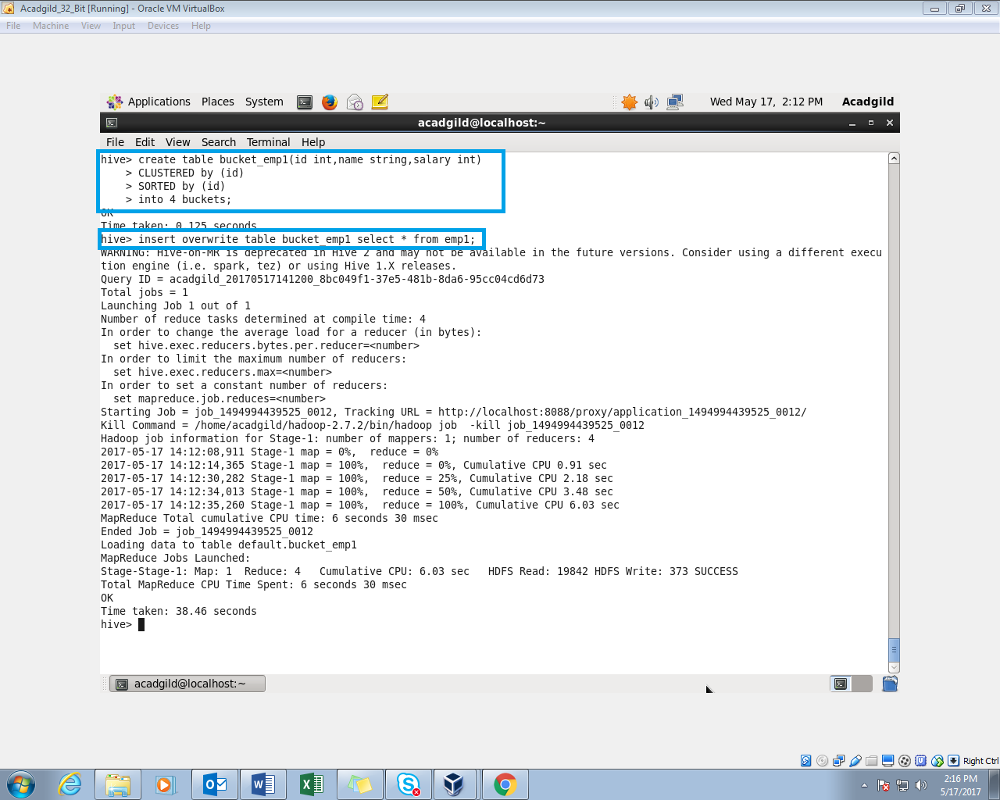 Acadgild_32_Bit [Running] - Oracle VM VirtualBox
File Machine View Input Devices Help
Applications Places System Wed May 17, 2:12 PM Acadgild
acadgild@localhost:~
File Edit View Search Terminal Help
hive> create table bucket_emp1(id int,name string,salary int)
    > CLUSTERED by (id)
    > SORTED by (id)
    > into 4 buckets;
OK
Time taken: 0.125 seconds
hive> insert overwrite table bucket_emp1 select * from emp1;
WARNING: Hive-on-MR is deprecated in Hive 2 and may not be available in the future versions. Consider using a different execu
tion engine (i.e. spark, tez) or using Hive 1.X releases.
Query ID = acadgild_20170517141200_8bc049f1-37e5-481b-8da6-95cc04cd6d73
Total jobs = 1
Launching Job 1 out of 1
Number of reduce tasks determined at compile time: 4
In order to change the average load for a reducer (in bytes):
  set hive.exec.reducers.bytes.per.reducer=<number>
In order to limit the maximum number of reducers:
  set hive.exec.reducers.max=<number>
In order to set a constant number of reducers:
  set mapreduce.job.reduces=<number>
Starting Job = job_1494994439525_0012, Tracking URL = http://localhost:8088/proxy/application_1494994439525_0012/
Kill Command = /home/acadgild/hadoop-2.7.2/bin/hadoop job  -kill job_1494994439525_0012
Hadoop job information for Stage-1: number of mappers: 1; number of reducers: 4
2017-05-17 14:12:08,911 Stage-1 map = 0%,  reduce = 0%
2017-05-17 14:12:14,365 Stage-1 map = 100%,  reduce = 0%, Cumulative CPU 0.91 sec
2017-05-17 14:12:30,282 Stage-1 map = 100%,  reduce = 25%, Cumulative CPU 2.18 sec
2017-05-17 14:12:34,013 Stage-1 map = 100%,  reduce = 50%, Cumulative CPU 3.48 sec
2017-05-17 14:12:35,260 Stage-1 map = 100%,  reduce = 100%, Cumulative CPU 6.03 sec
MapReduce Total cumulative CPU time: 6 seconds 30 msec
Ended Job = job_1494994439525_0012
Loading data to table default.bucket_emp1
MapReduce Jobs Launched:
Stage-Stage-1: Map: 1  Reduce: 4   Cumulative CPU: 6.03 sec   HDFS Read: 19842 HDFS Write: 373 SUCCESS
Total MapReduce CPU Time Spent: 6 seconds 30 msec
OK
Time taken: 38.46 seconds
hive>
acadgild@localhost:~
Right Ctrl
2:16 PM
5/17/2017